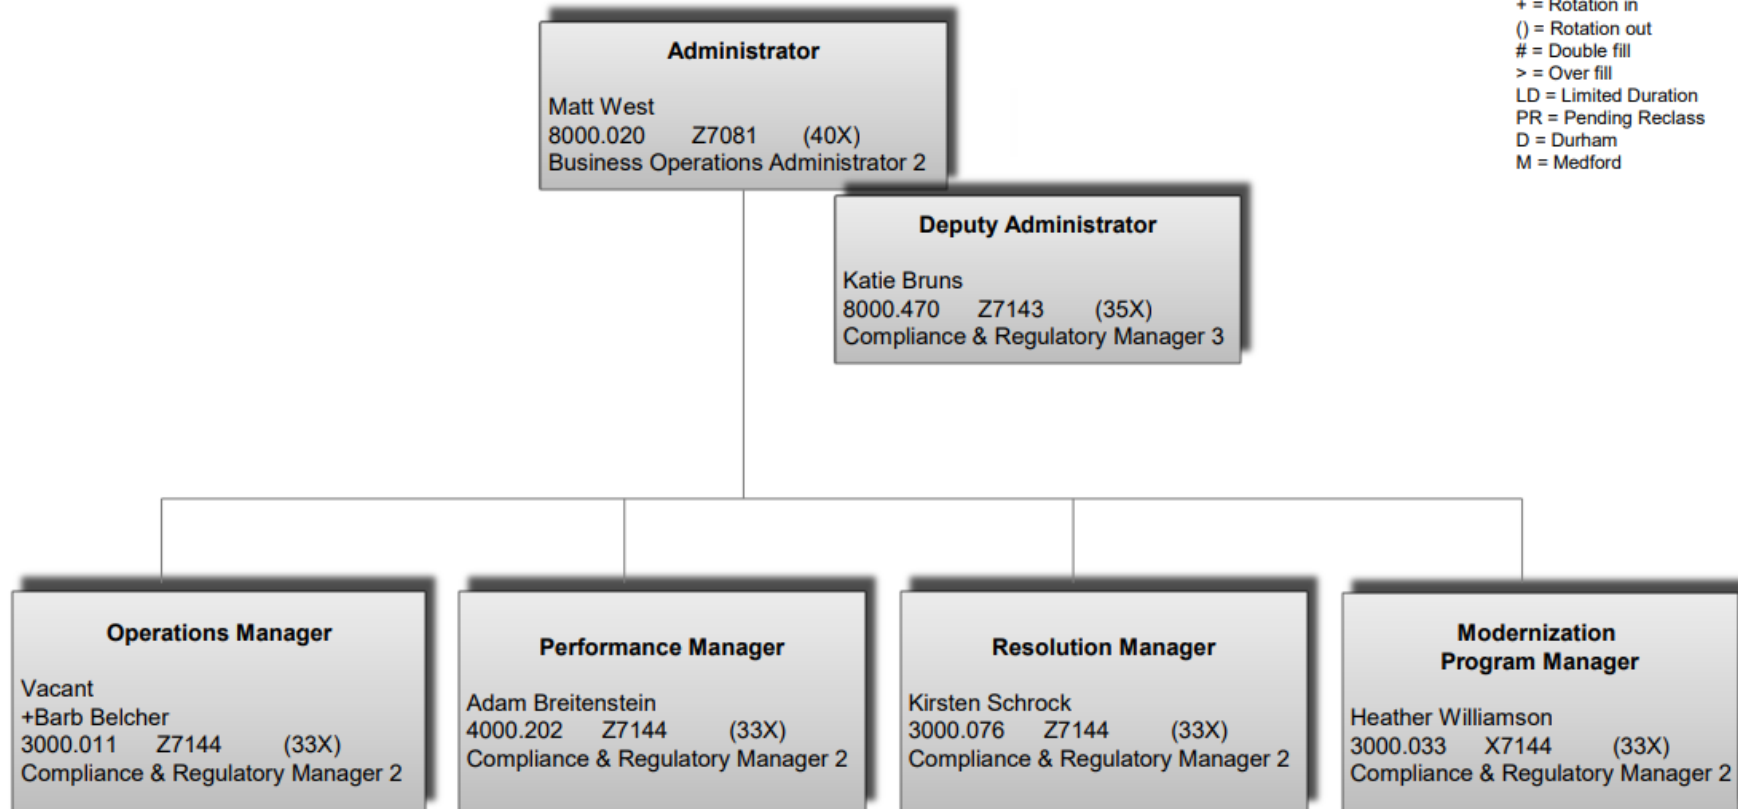 + = Rotation in
() = Rotation out
# = Double fill
> = Over fill
LD = Limited Duration
PR = Pending Reclass
D = Durham
M = Medford
Administrator
Matt West
8000.020 Z7081 (40X)
Business Operations Administrator 2
Deputy Administrator
Katie Bruns
8000.470 Z7143 (35X)
Compliance & Regulatory Manager 3
Operations Manager
Vacant
+Barb Belcher
3000.011 Z7144 (33X)
Compliance & Regulatory Manager 2
Performance Manager
Adam Breitenstein
4000.202 Z7144 (33X)
Compliance & Regulatory Manager 2
Resolution Manager
Kirsten Schrock
3000.076 Z7144 (33X)
Compliance & Regulatory Manager 2
Modernization
Program Manager
Heather Williamson
3000.033 X7144 (33X)
Compliance & Regulatory Manager 2